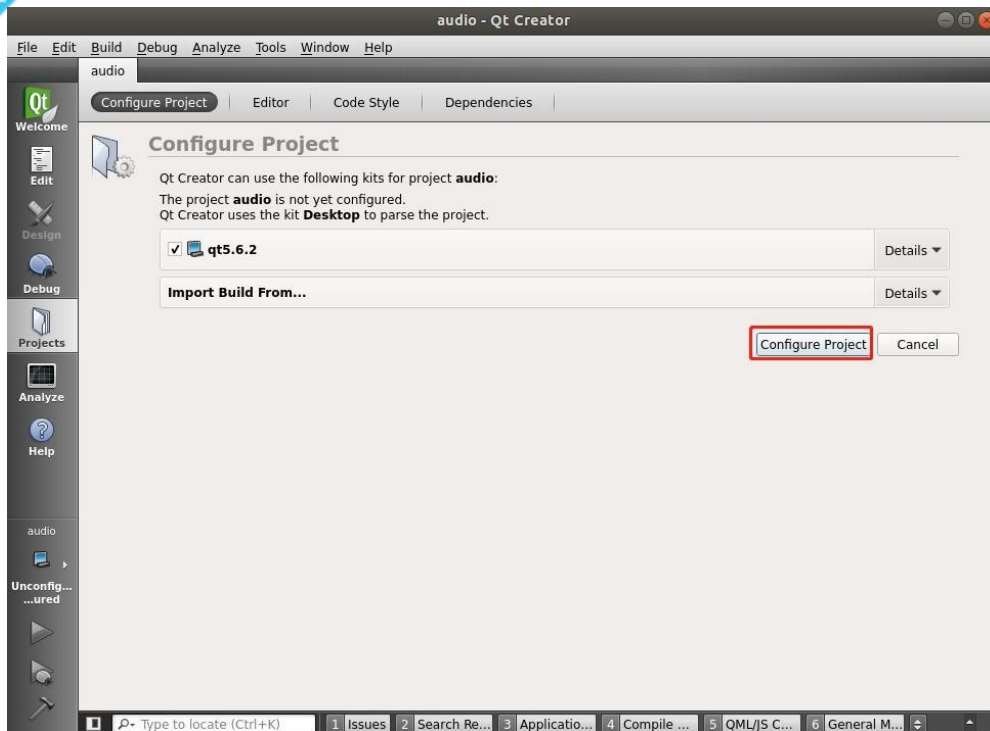 audio - Qt Creator
File Edit Build Debug Analyze Tools Window Help
audio
Configure Project Editor Code Style Dependencies
Qt
Welcome
Edit
Design
Debug
Projects
Analyze
Help
audio
Unconfig...
...ured
Configure Project
Qt Creator can use the following kits for project audio:
The project audio is not yet configured.
Qt Creator uses the kit Desktop to parse the project.
qt5.6.2 Details
Import Build From... Details
Configure Project Cancel
Type to locate (Ctrl+K) 1 Issues 2 Search Re... 3 Applicatio... 4 Compile ... 5 QML/JS C... 6 General M...